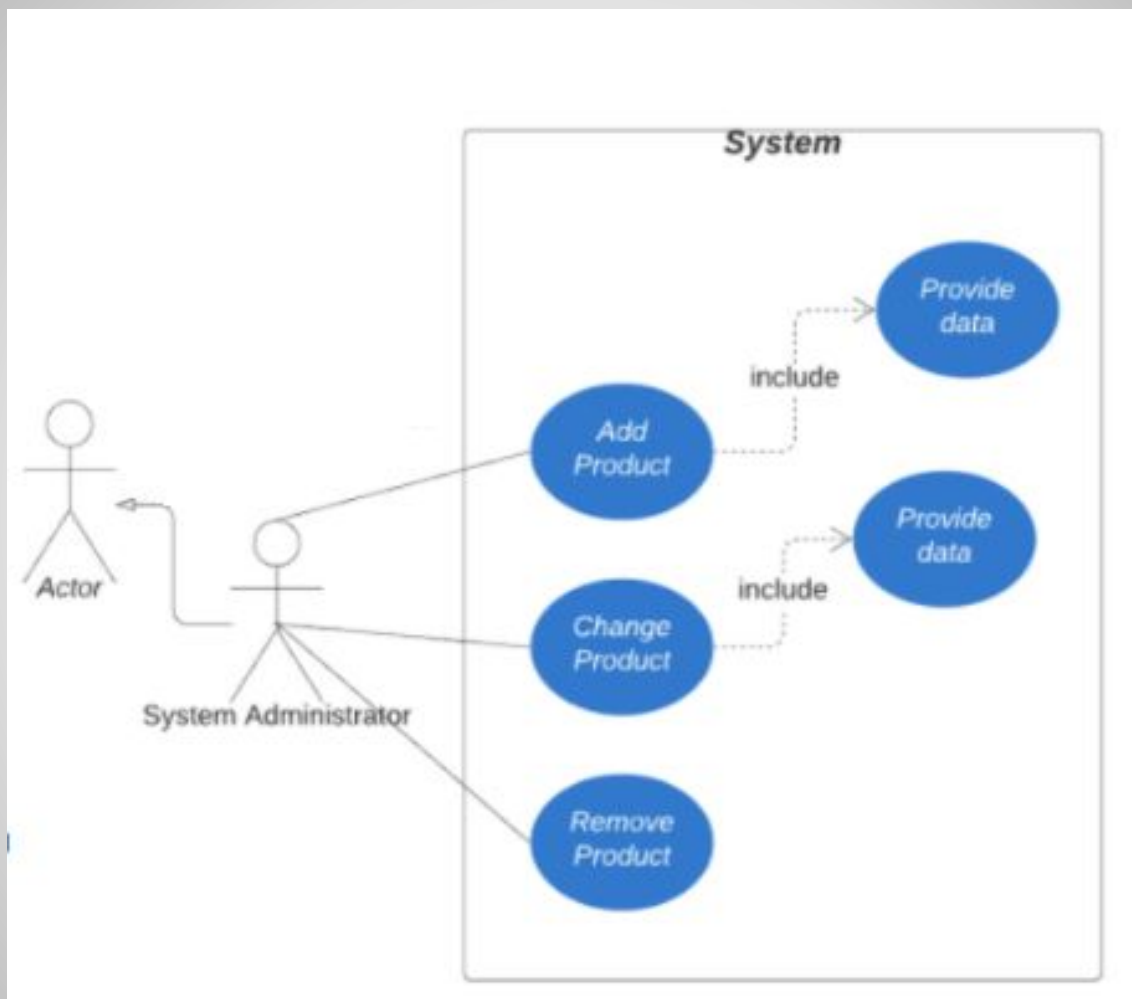 System
Provide
data
include
Add
Product
Provide
data
include
Change
Product
Actor
System Administrator
Remove
Product